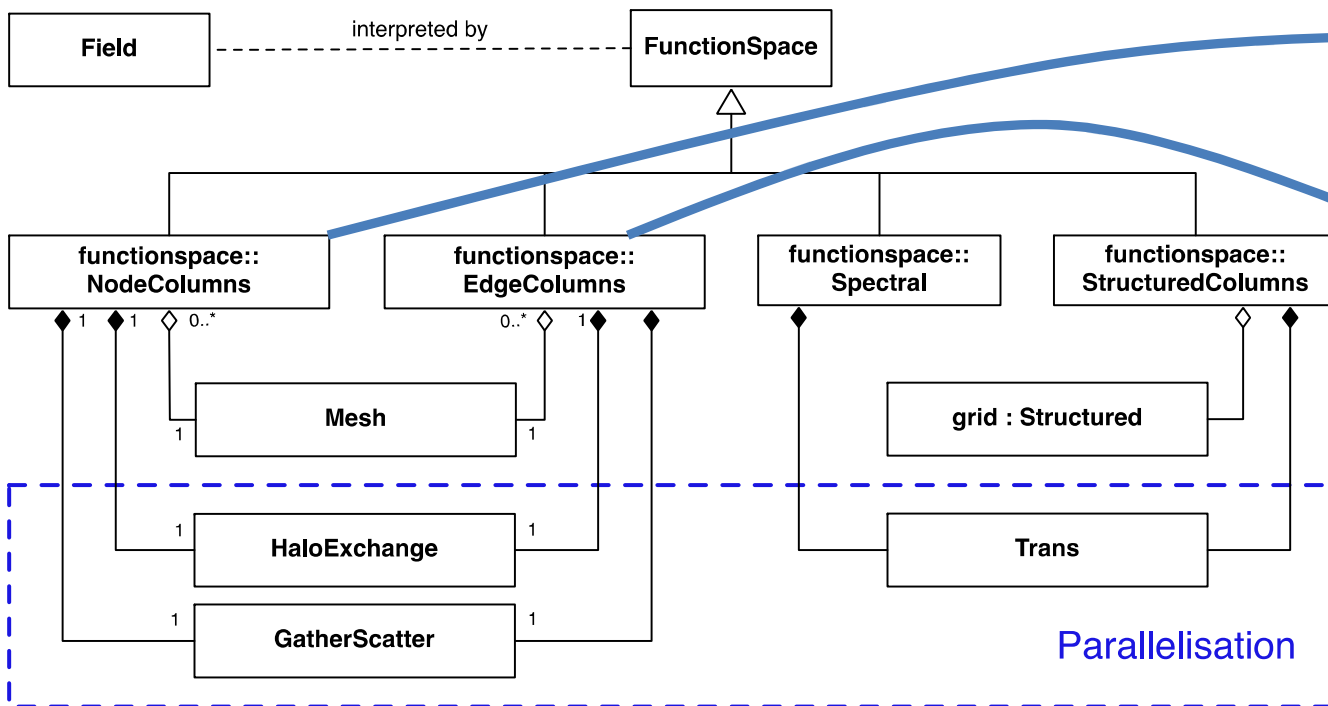 Field
interpreted by
FunctionSpace
functionspace::
NodeColumns
functionspace::
EdgeColumns
functionspace::
Spectral
functionspace::
StructuredColumns
1
1
0..*
0..*
1
Mesh
grid : Structured
1
1
HaloExchange
1
1
Trans
GatherScatter
1
1
Parallelisation